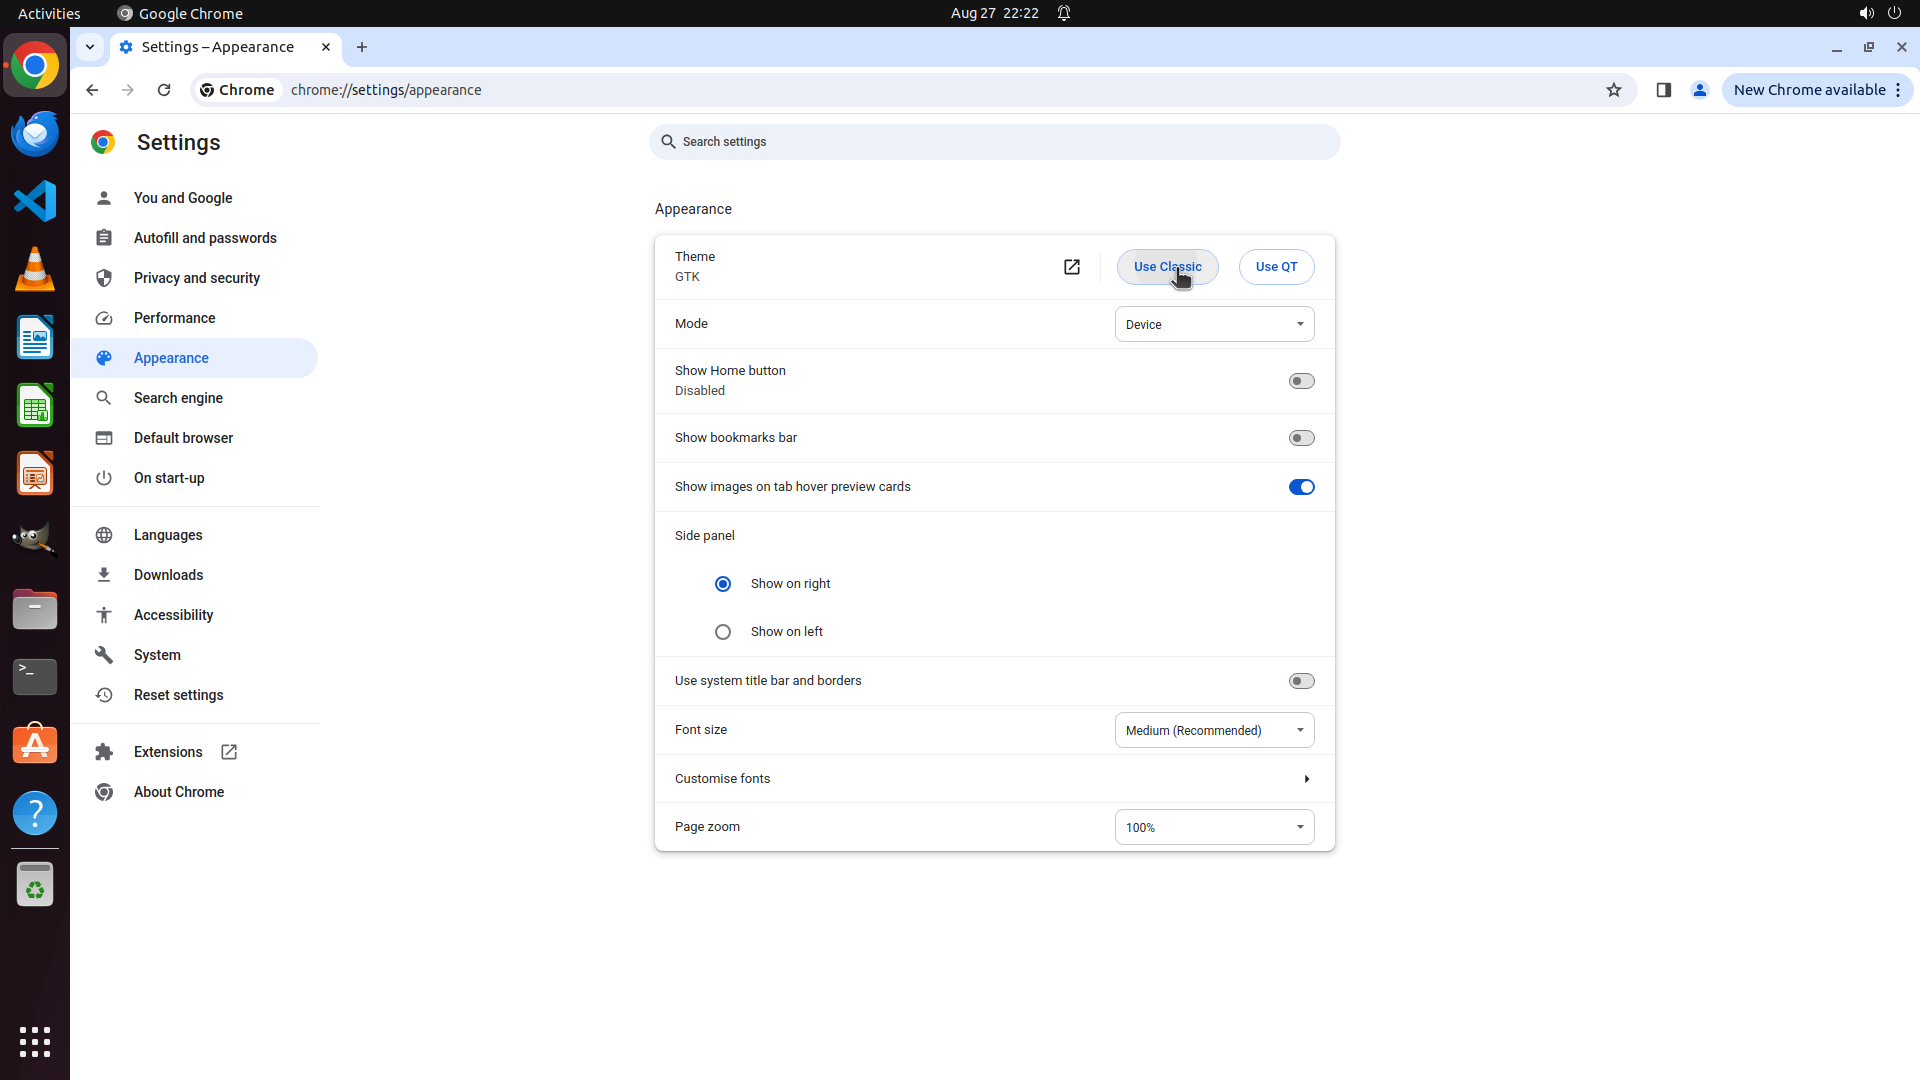 Activities
Google Chrome
Aug 27 22:22
Settings – Appearance
Chrome
chrome://settings/appearance
New Chrome available
Settings
Search settings
You and Google
Autofill and passwords
Privacy and security
Performance
Appearance
Search engine
Default browser
On start-up
Languages
Downloads
Accessibility
System
Reset settings
Extensions
About Chrome
Appearance
Theme
GTK
Use Classic
Use QT
Mode
Device
Show Home button
Disabled
Show bookmarks bar
Show images on tab hover preview cards
Side panel
Show on right
Show on left
Use system title bar and borders
Font size
Medium (Recommended)
Customise fonts
Page zoom
100%